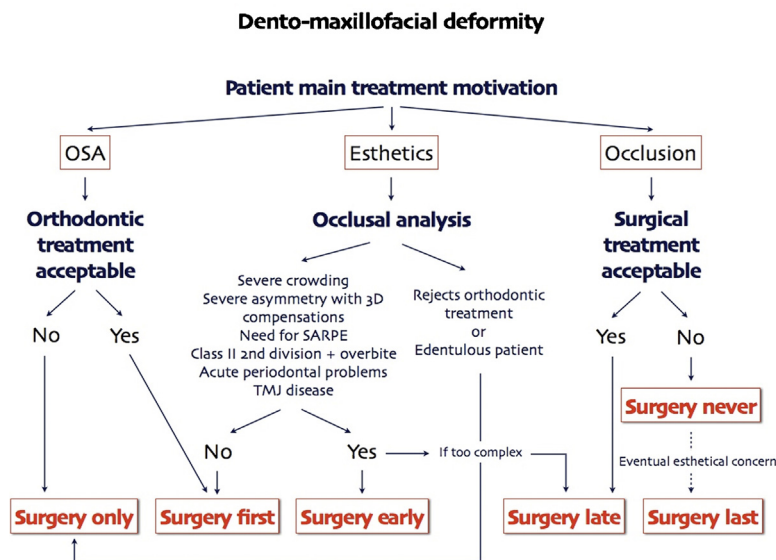 Dento-maxillofacial deformity
Patient main treatment motivation
OSA
Esthetics
Occlusion
Orthodontic
treatment
acceptable
Occlusal analysis
Surgical
treatment
acceptable
Severe crowding
Severe asymmetry with 3D
compensations
Need for SARPE
Class II 2nd division + overbite
Acute periodontal problems
TMJ disease
Rejects orthodontic
treatment
or
Edentulous patient
No
Yes
Yes
No
Surgery never
No
Yes
If too complex
Eventual esthetical concern
Surgery only
Surgery first
Surgery early
Surgery late
Surgery last